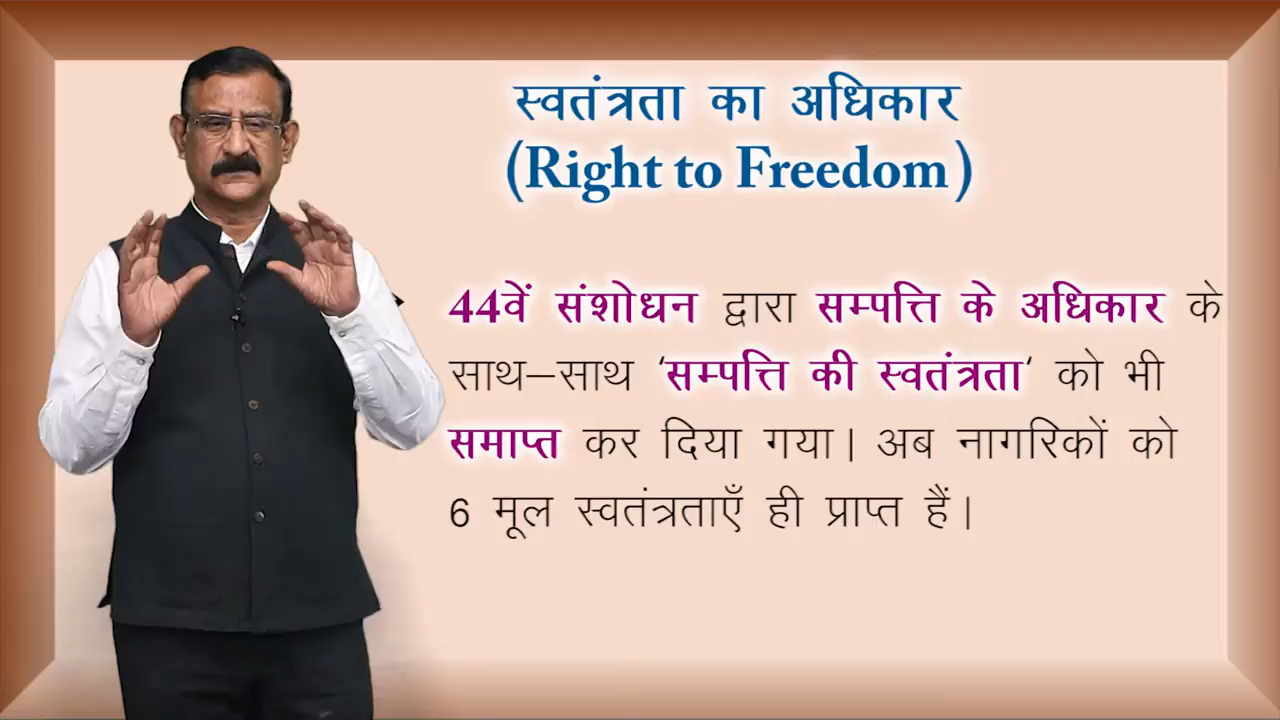 स्वतंत्रता का अधिकार
(Right to Freedom)
44वें संशोधन द्वारा सम्पत्ति के अधिकार के
साथ–साथ ‘सम्पत्ति की स्वतंत्रता‘ को भी
समाप्त कर दिया गया। अब नागरिकों को
6 मूल स्वतंत्रताएँ ही प्राप्त हैं।